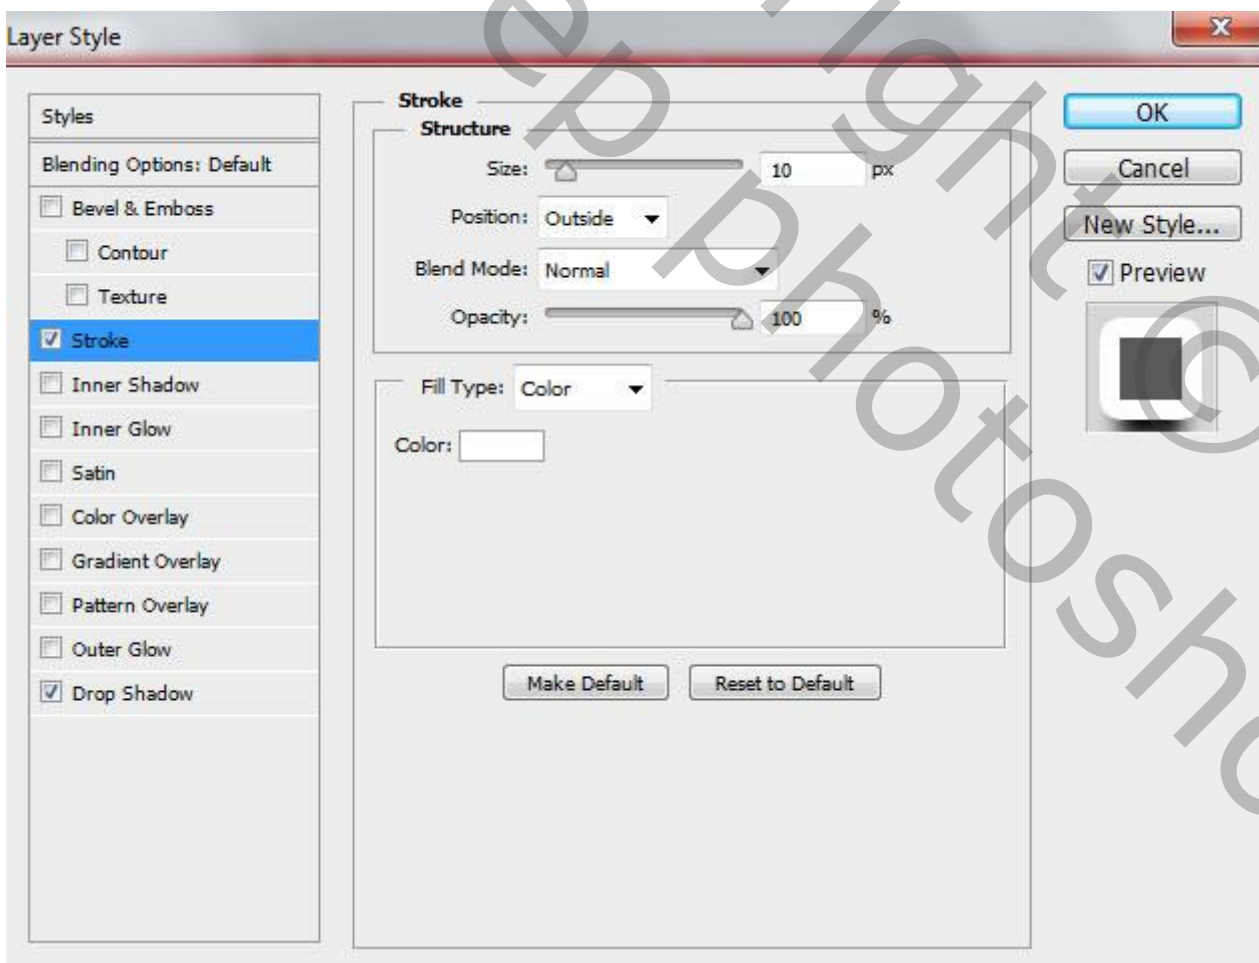 Layer Style
Styles
Blending Options: Default
Bevel & Emboss
Contour
Texture
Stroke
Inner Shadow
Inner Glow
Satin
Color Overlay
Gradient Overlay
Pattern Overlay
Outer Glow
Drop Shadow
Stroke
Structure
Size: 10 px
Position: Outside
Blend Mode: Normal
Opacity: 100 %
Fill Type: Color
Color:
Make Default
Reset to Default
OK
Cancel
New Style...
Preview